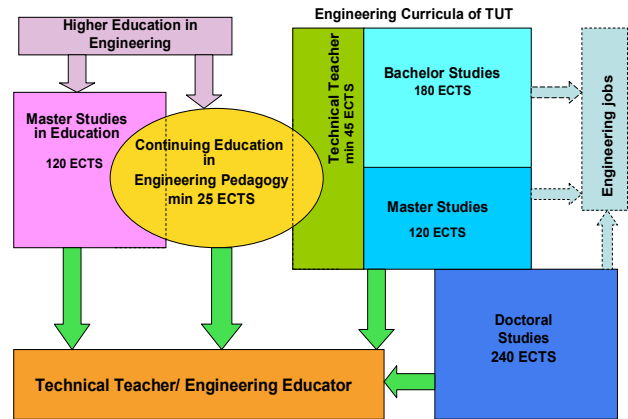 Engineering Curricula of TUT
Higher Education in
Engineering
Master Studies
in Education
120 ECTS
Continuing Education
in
Engineering Pedagogy
min 25 ECTS
Technical Teacher
min 45 ECTS
Bachelor Studies
180 ECTS
Master Studies
120 ECTS
Engineering jobs
Doctoral
Studies
240 ECTS
Technical Teacher/ Engineering Educator